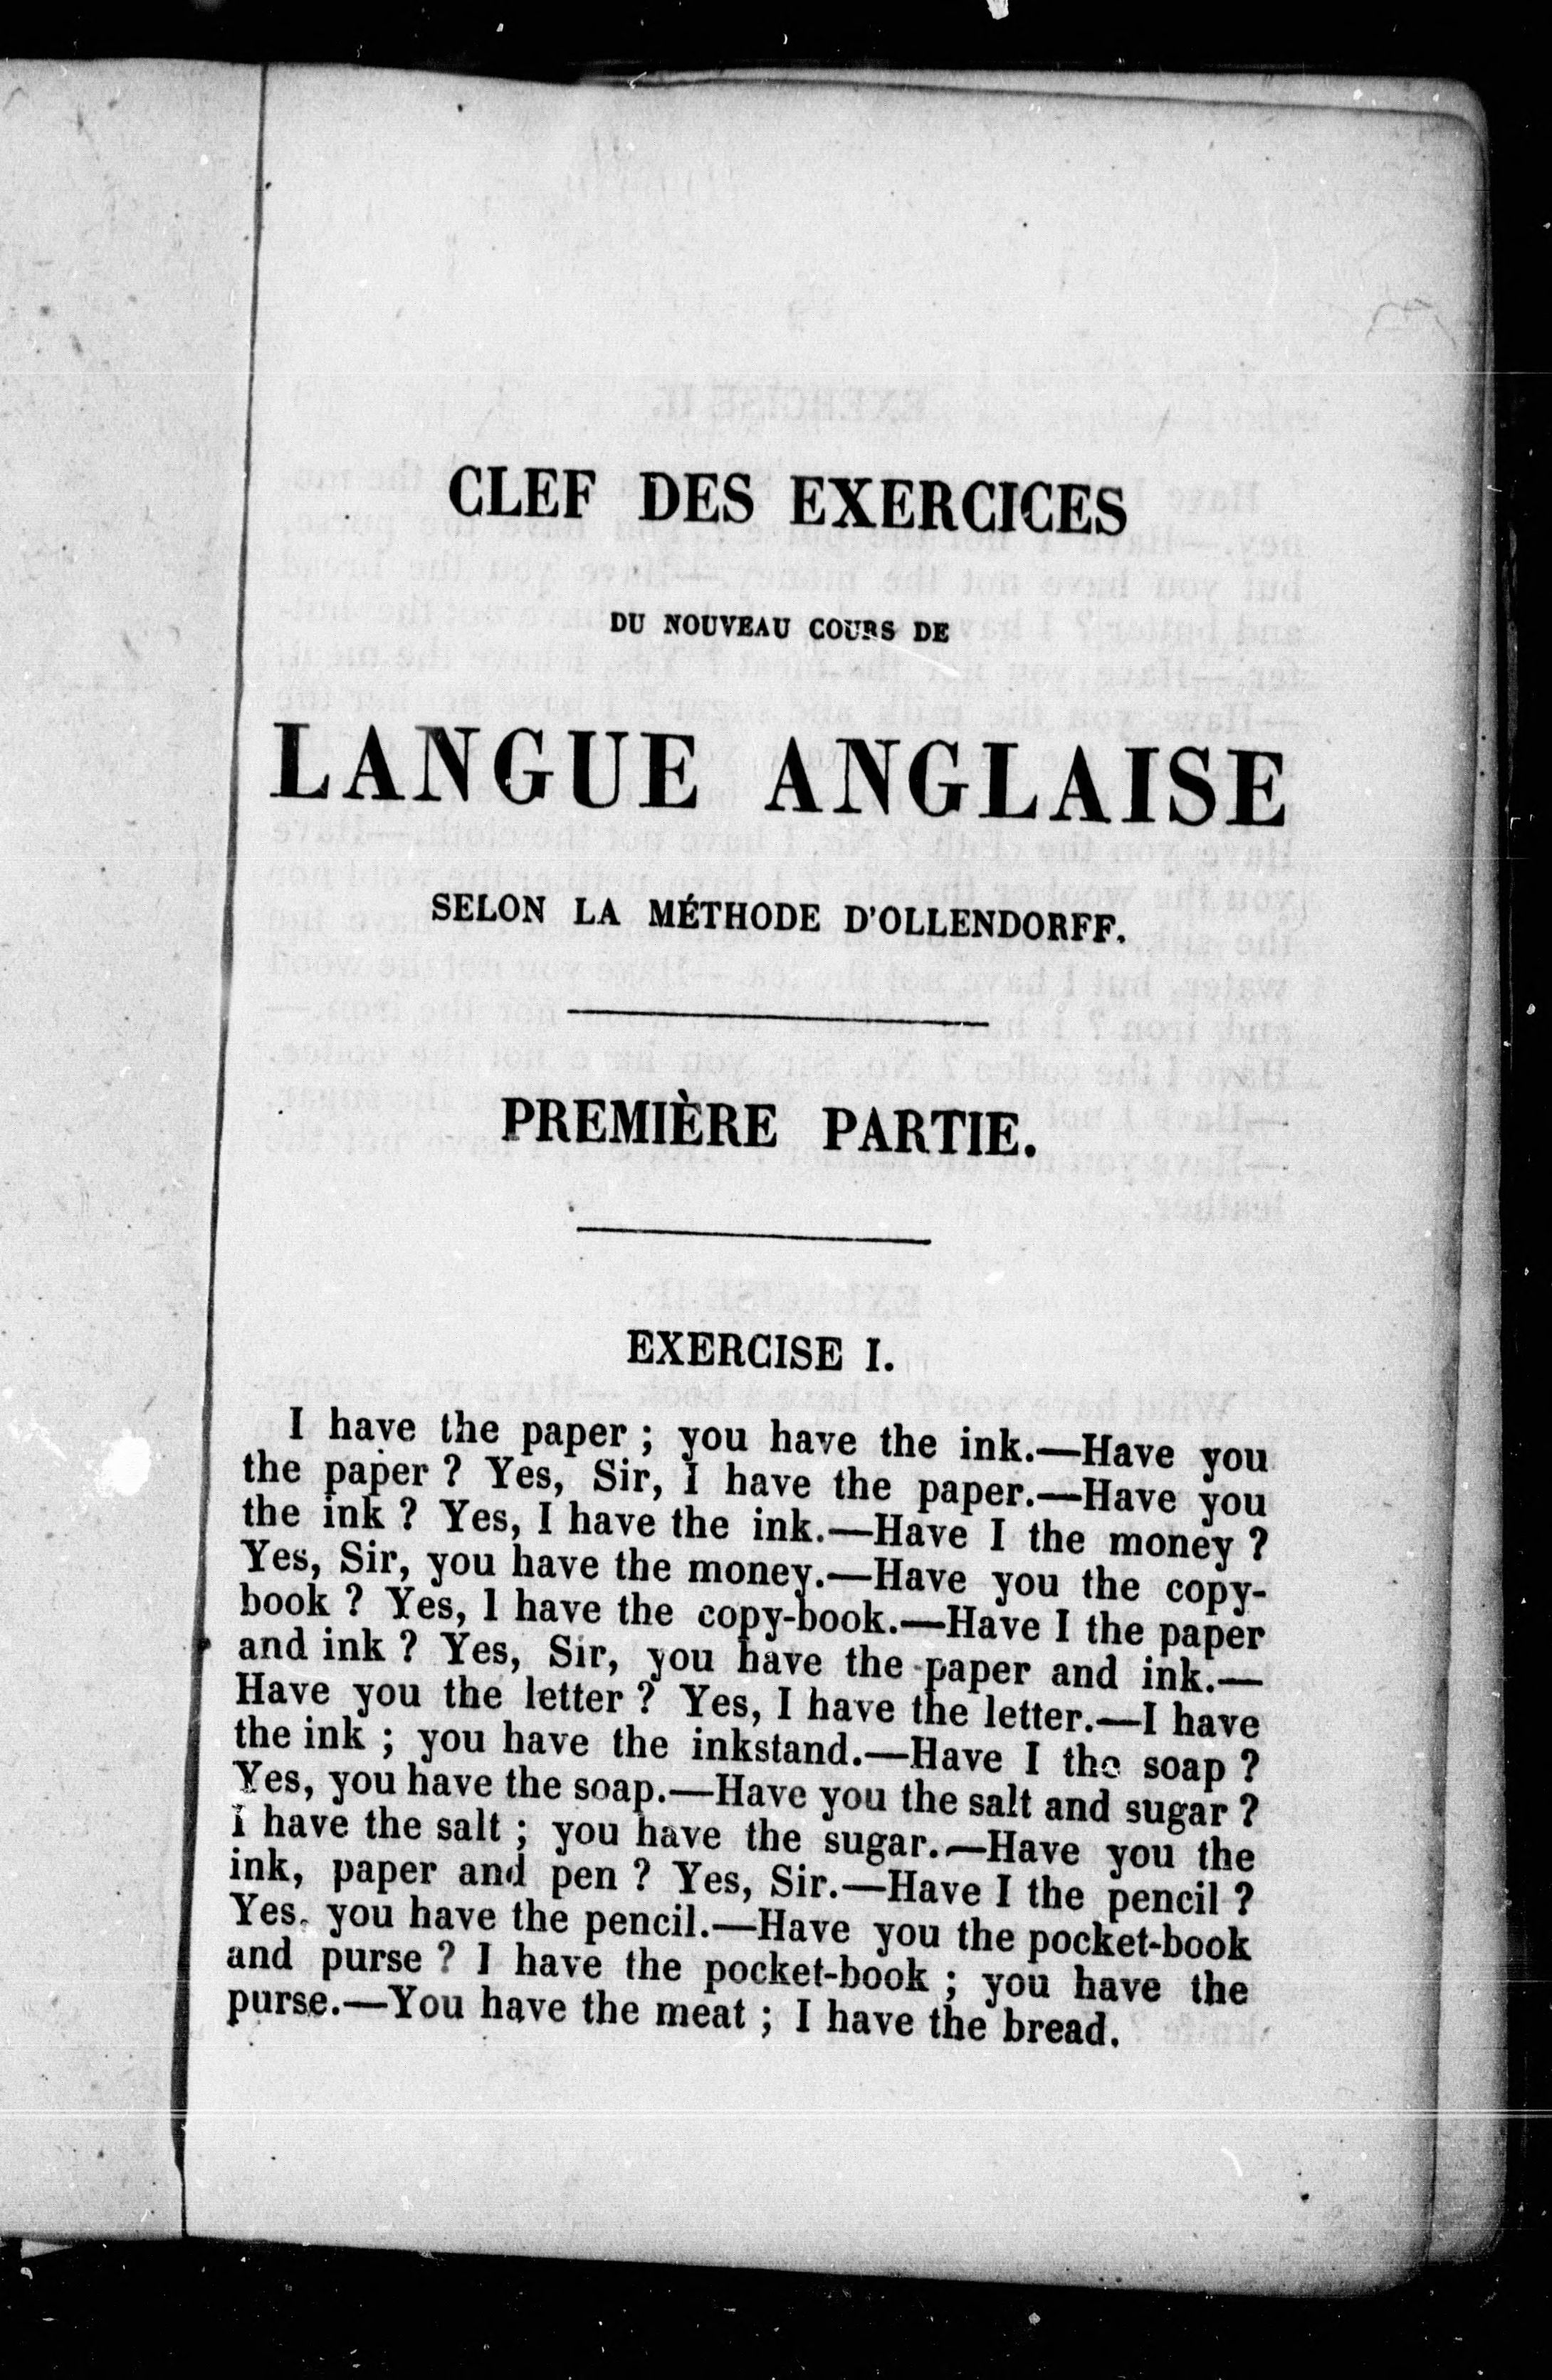 CLEF DES EXERCICES
DU NOUVEAU COURS DE
LANGUE ANGLAISE
SELON LA MÉTHODE D'OLLENDORFF.
PREMIÈRE PARTIE.
EXERCISE I.
I have the paper ; you have the ink.—Have you
the paper ? Yes, Sir, I have the paper.—Have you
the ink ? Yes, I have the ink.—Have I the money ?
Yes, Sir, you have the money.—Have you the copy-
book ? Yes, I have the copy-book.—Have I the paper
and ink ? Yes, Sir, you have the paper and ink.—
Have you the letter ? Yes, I have the letter.—I have
the ink ; you have the inkstand.—Have I the soap ?
Yes, you have the soap.—Have you the salt and sugar ?
I have the salt ; you have the sugar.—Have you the
ink, paper and pen ? Yes, Sir.—Have I the pencil ?
Yes, you have the pencil.—Have you the pocket-book
and purse ? I have the pocket-book ; you have the
purse.—You have the meat ; I have the bread.